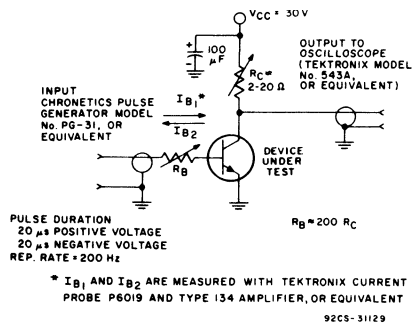 VCC = 30V
+
100
μF
-
OUTPUT TO
OSCILLOSCOPE
(TEKTRONIX MODEL
No. 543A,
OR EQUIVALENT)
RC≈
2-20 Ω
INPUT
CHRONETICS PULSE
GENERATOR MODEL
No. PG-31, OR
EQUIVALENT
IB1*
IB2
RB
DEVICE
UNDER
TEST
PULSE DURATION
20 μs POSITIVE VOLTAGE
20 μs NEGATIVE VOLTAGE
REP. RATE = 200 Hz
RB ≈ 200 RC
* IB1 AND IB2 ARE MEASURED WITH TEKTRONIX CURRENT
PROBE P6019 AND TYPE 134 AMPLIFIER, OR EQUIVALENT
92CS-31129